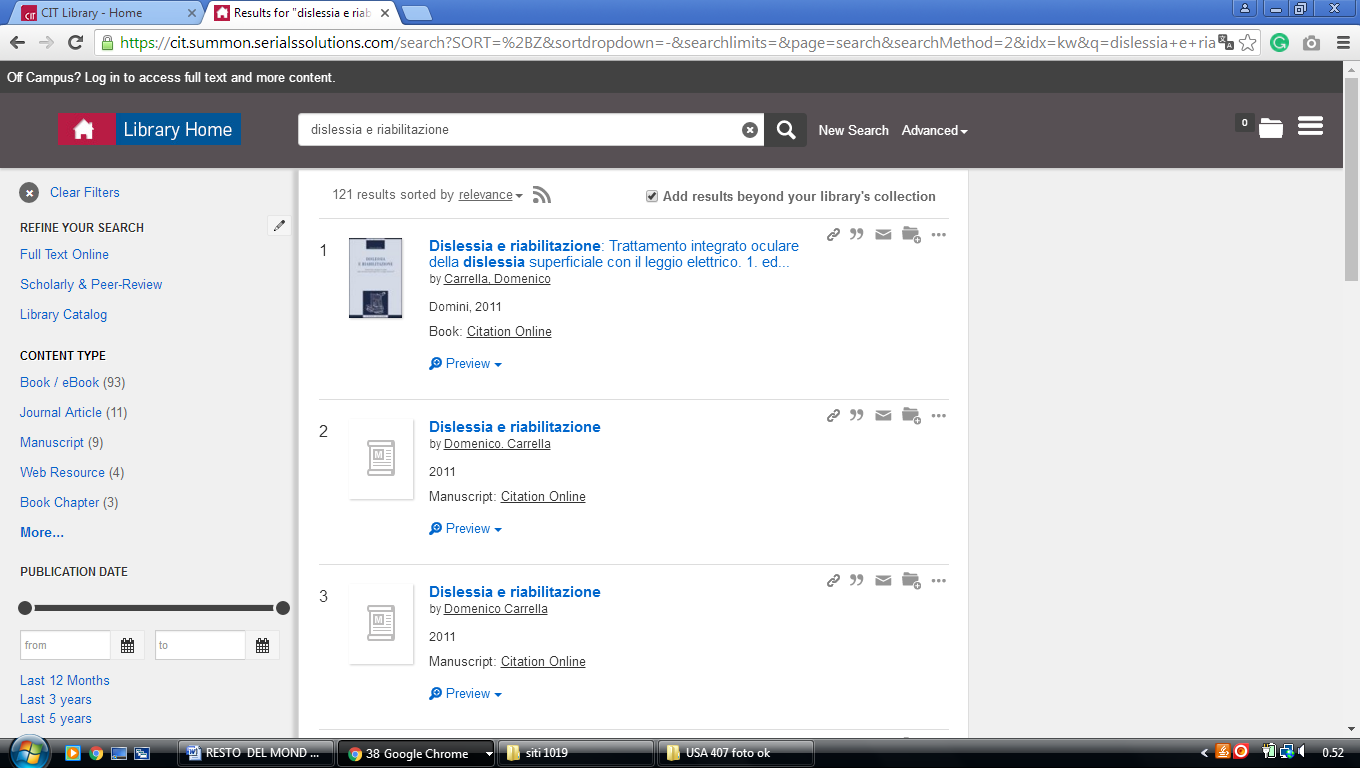 CIT Library - Home
Results for "dislessia e riab
https://cit.summon.serialssolutions.com/search?SORT=%2BZ&sortdropdown=-&searchlimits=&page=search&searchMethod=2&idx=kw&q=dislessia+e+ria
Off Campus? Log in to access full text and more content.
Library Home
dislessia e riabilitazione
New Search
Advanced
0
Clear Filters
REFINE YOUR SEARCH
Full Text Online
Scholarly & Peer-Review
Library Catalog
CONTENT TYPE
Book / eBook (93)
Journal Article (11)
Manuscript (9)
Web Resource (4)
Book Chapter (3)
More...
PUBLICATION DATE
from
to
Last 12 Months
Last 3 years
Last 5 years
121 results sorted by relevance
Add results beyond your library's collection
1
DISLESSIA
E RIABILITAZIONE
Dislessia e riabilitazione: Trattamento integrato oculare
della dislessia superficiale con il leggio elettrico. 1. ed...
by Carrella, Domenico
Domini, 2011
Book: Citation Online
Preview
2
M
Dislessia e riabilitazione
by Domenico. Carrella
2011
Manuscript: Citation Online
Preview
3
M
Dislessia e riabilitazione
by Domenico Carrella
2011
Manuscript: Citation Online
Preview
RESTO DEL MOND ...
38 Google Chrome
siti 1019
USA 407 foto ok
0.52